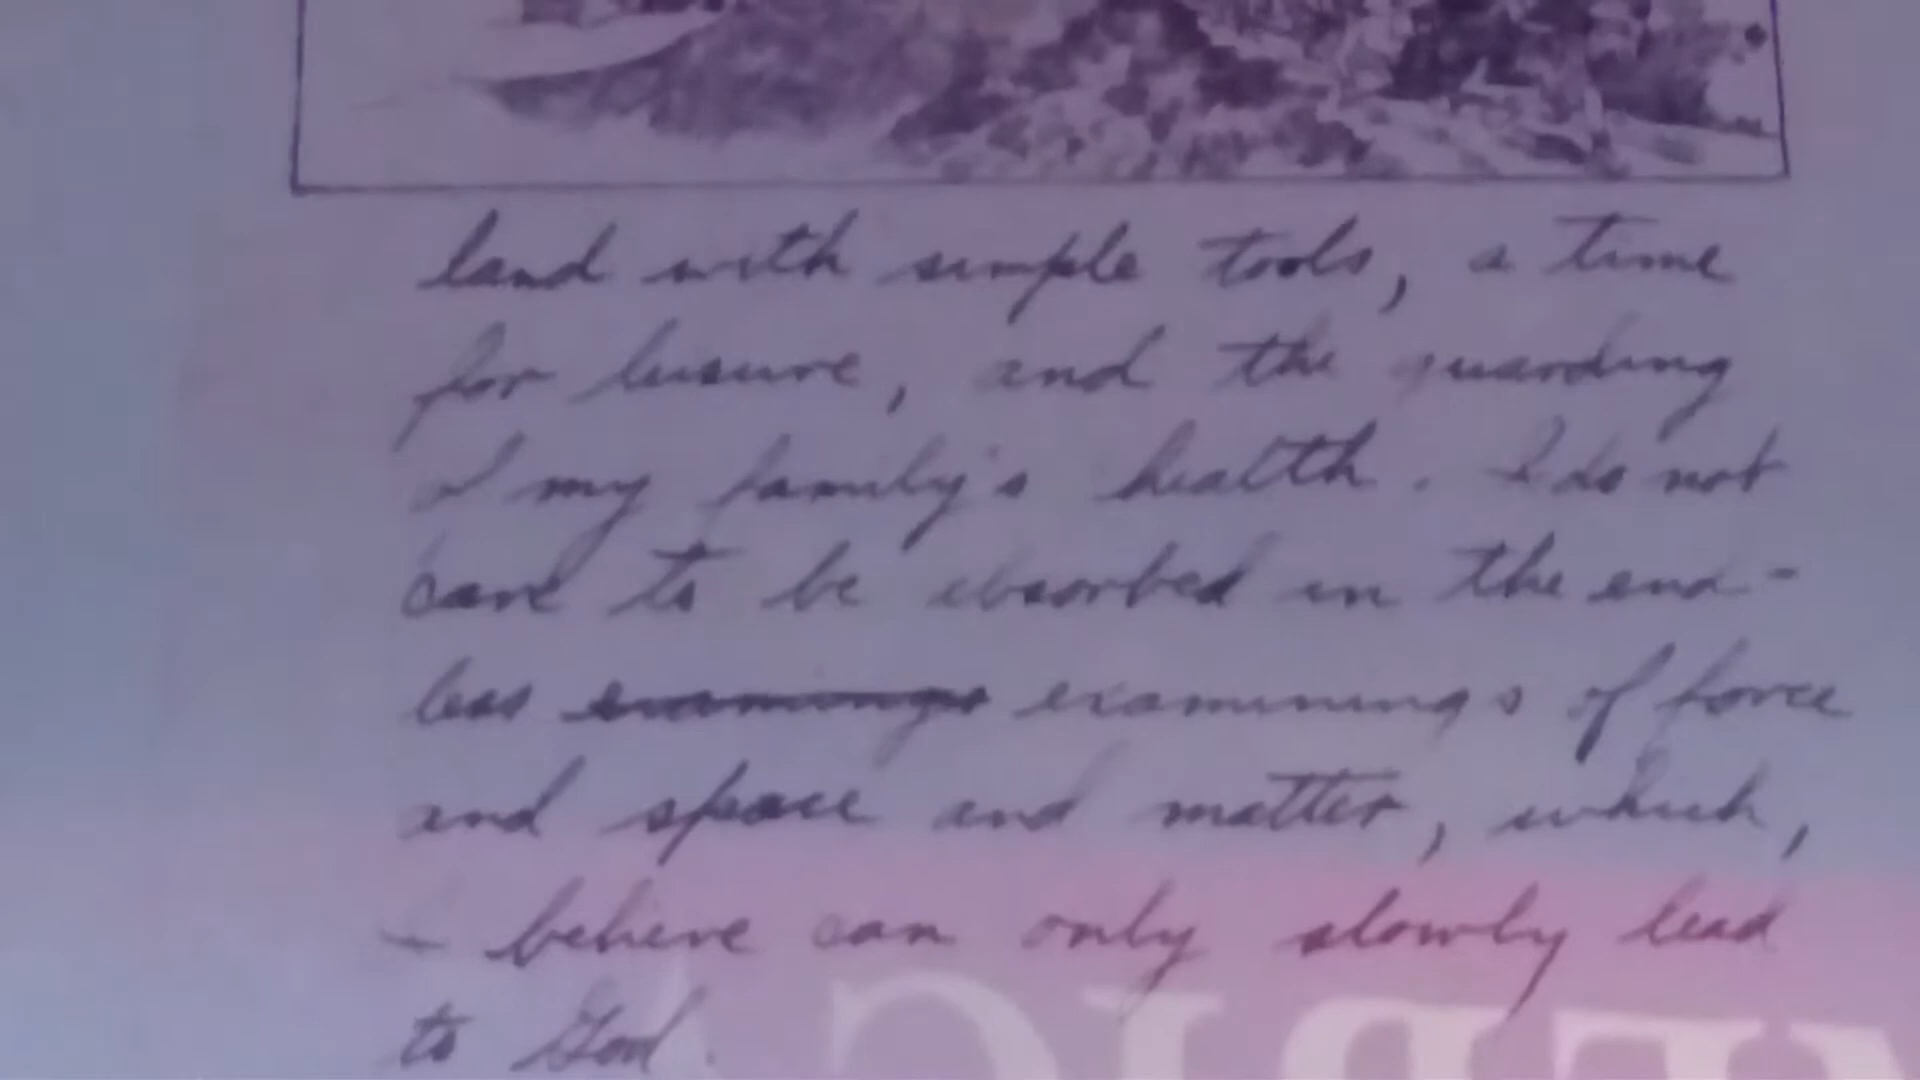 land with simple tools, a time
for leisure, and the guarding
of my family's health. I do not
care to be absorbed in the end-
less examinings examinings of force
and space and matter, which,
I believe can only slowly lead
to God.